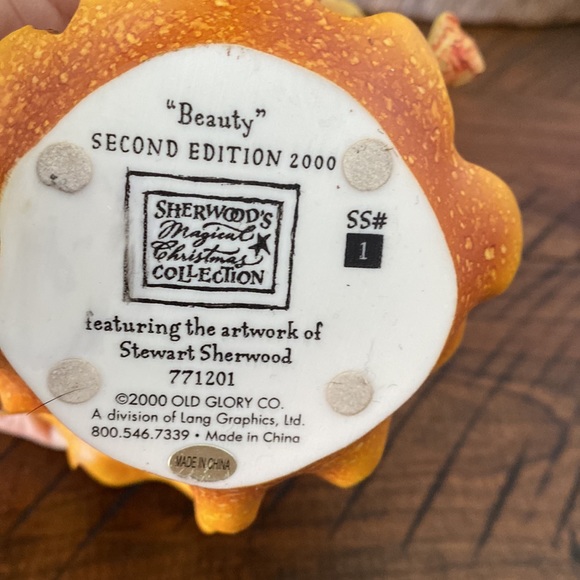 “Beauty”
SECOND EDITION 2000
SHERWOOD'S
Magical
Christmas
COLLECTION
SS#
1
featuring the artwork of
Stewart Sherwood
771201
©2000 OLD GLORY CO.
A division of Lang Graphics, Ltd.
800.546.7339 • Made in China
MADE IN CHINA